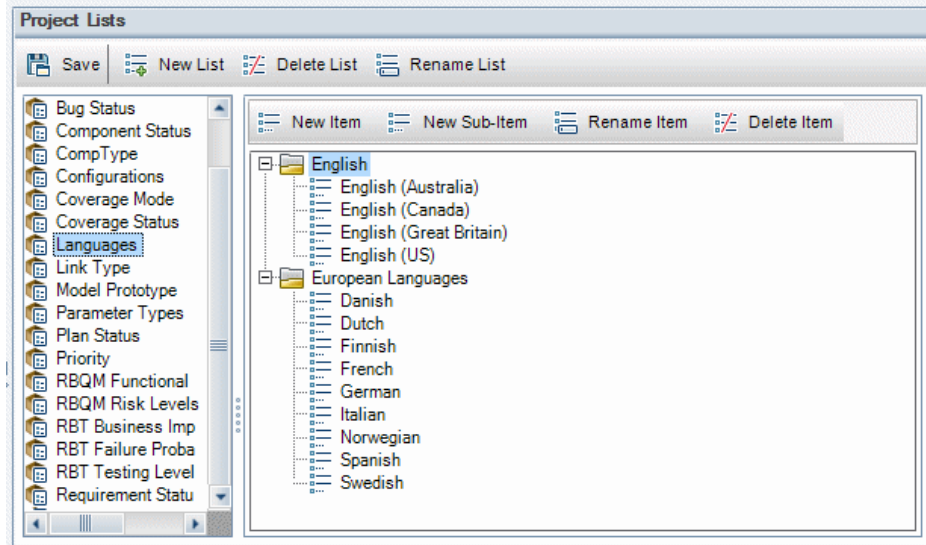 Project Lists
Save New List Delete List Rename List
Bug Status
Component Status
CompType
Configurations
Coverage Mode
Coverage Status
Languages
Link Type
Model Prototype
Parameter Types
Plan Status
Priority
RBQM Functional
RBQM Risk Levels
RBT Business Imp
RBT Failure Proba
RBT Testing Level
Requirement Statu
New Item New Sub-Item Rename Item Delete Item
English
English (Australia)
English (Canada)
English (Great Britain)
English (US)
European Languages
Danish
Dutch
Finnish
French
German
Italian
Norwegian
Spanish
Swedish